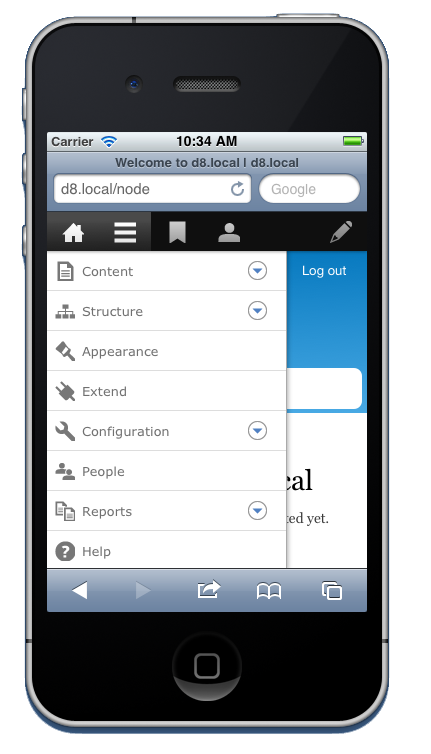 Carrier 10:34 AM
Welcome to d8.local | d8.local
d8.local/node Google
Content Log out
Structure
Appearance
Extend
Configuration
People
cal
Reports
ted yet.
? Help